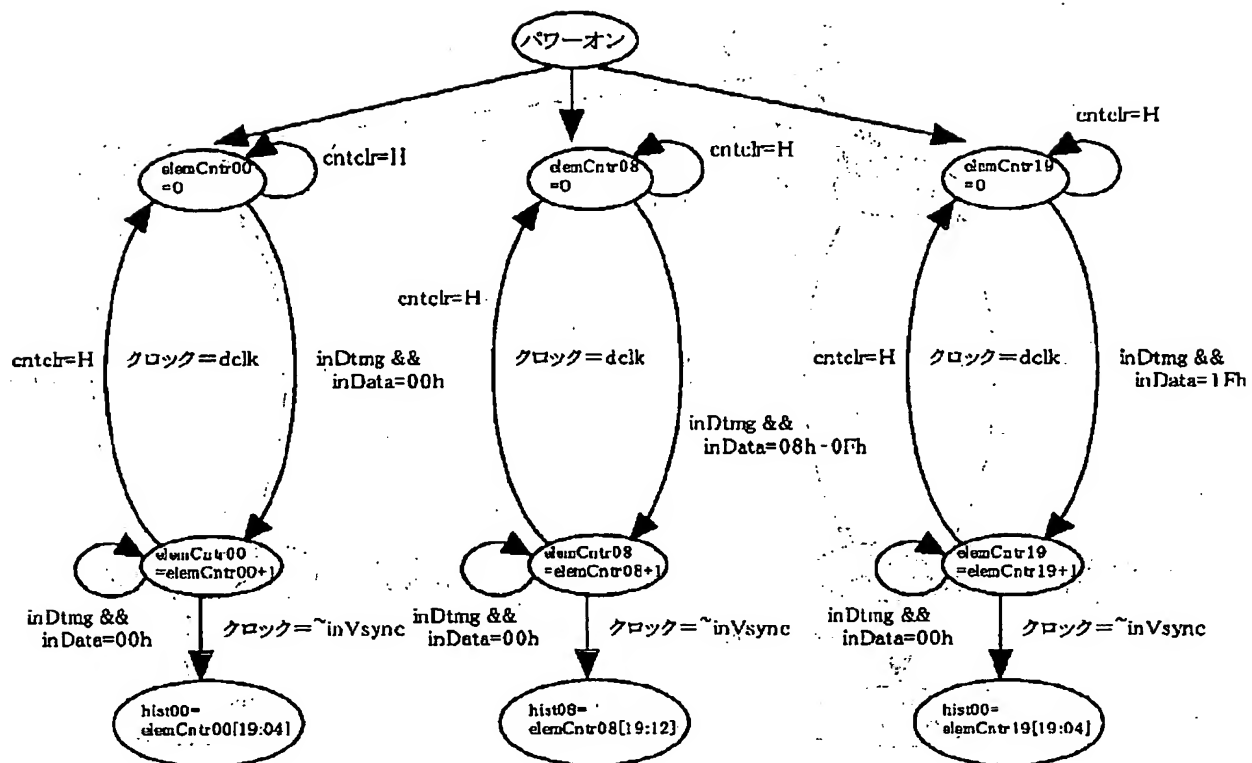 パワーオン
elemCntr00
=0
cntclr=H
elemCntr08
=0
cntclr=H
elemCntr19
=0
cntclr=H
cntclr=H
クロック=dclk
inDtmg &&
inData=00h
cntclr=H
クロック=dclk
inDtmg &&
inData=08h-0Fh
cntclr=H
クロック=dclk
inDtmg &&
inData=1Fh
elemCntr00
=elemCntr00+1
inDtmg &&
inData=00h
クロック=~inVsync
elemCntr08
=elemCntr08+1
inDtmg &&
inData=00h
クロック=~inVsync
elemCntr19
=elemCntr19+1
inDtmg &&
inData=00h
クロック=~inVsync
hist00=
elemCntr00[19:04]
hist08=
elemCntr08[19:12]
hist00=
elemCntr19[19:04]